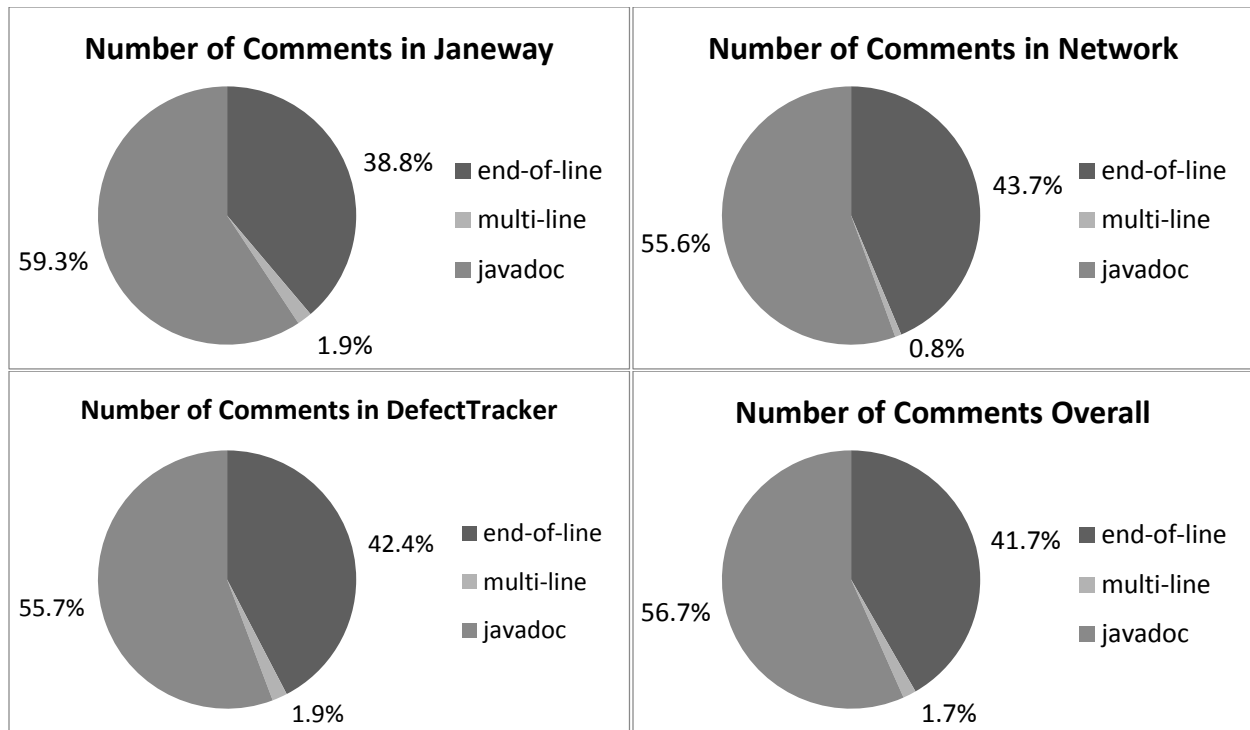 Number of Comments in Janeway
38.8%
59.3%
1.9%
end-of-line
multi-line
javadoc
Number of Comments in Network
43.7%
55.6%
0.8%
end-of-line
multi-line
javadoc
Number of Comments in DefectTracker
42.4%
55.7%
1.9%
end-of-line
multi-line
javadoc
Number of Comments Overall
41.7%
56.7%
1.7%
end-of-line
multi-line
javadoc